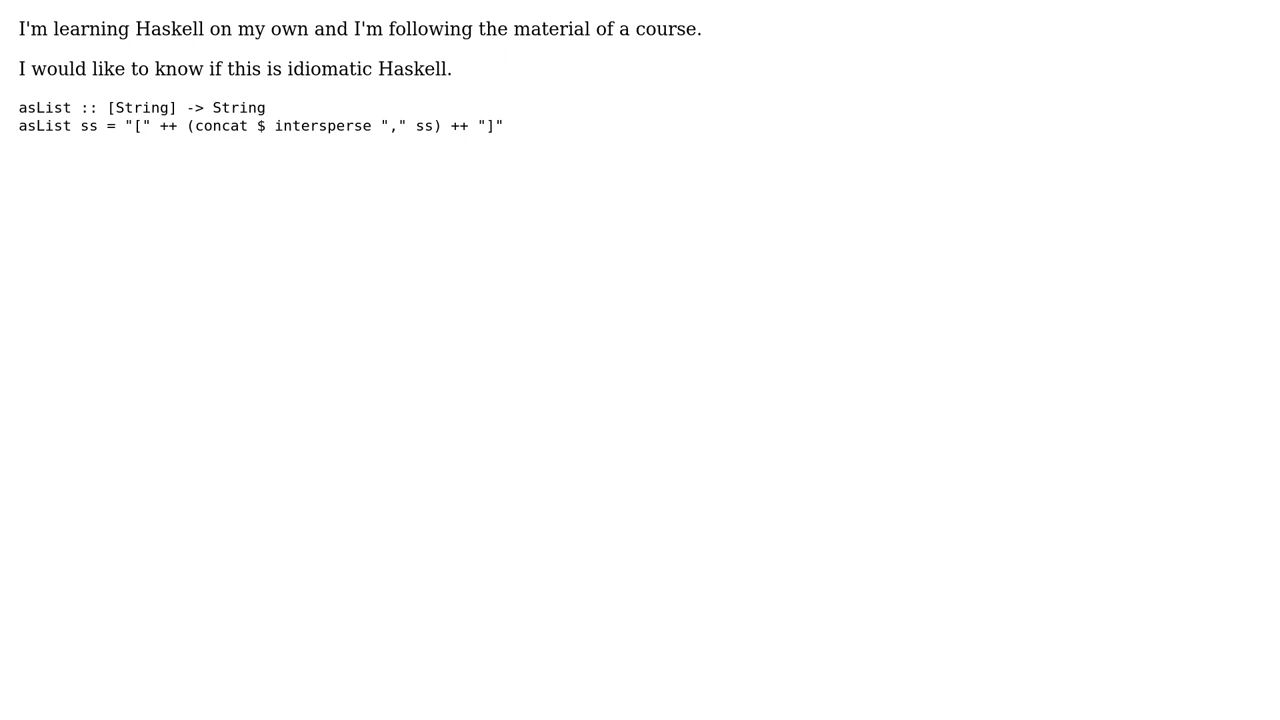 I'm learning Haskell on my own and I'm following the material of a course.
I would like to know if this is idiomatic Haskell.
asList :: [String] -> String
asList ss = "[" ++ (concat $ intersperse "," ss) ++ "]"